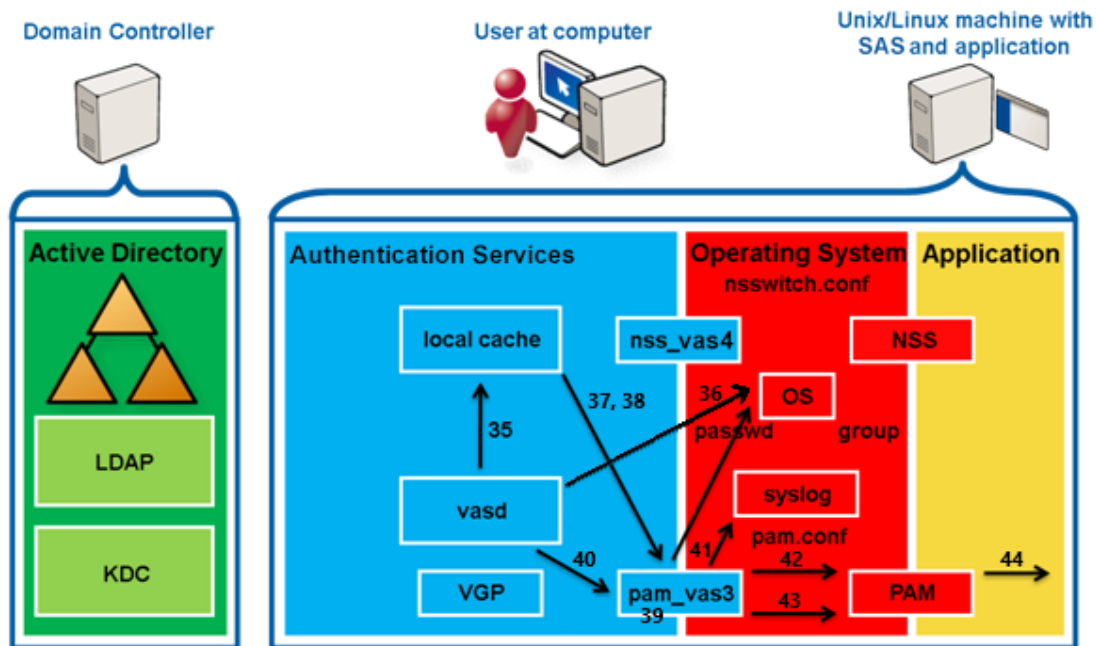 Domain Controller
User at computer
Unix/Linux machine with
SAS and application
Active Directory
LDAP
KDC
Authentication Services
Operating System
nsswitch.conf
Application
local cache
nss_vas4
NSS
37, 38
36
OS
35
passwd
group
vasd
syslog
pam.conf
40
41
42
44
VGP
pam_vas3
39
43
PAM